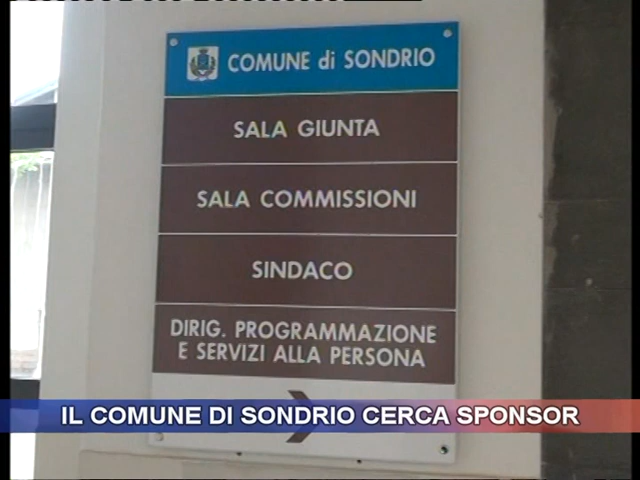 COMUNE di SONDRIO
SALA GIUNTA
SALA COMMISSIONI
SINDACO
DIRIG. PROGRAMMAZIONE
E SERVIZI ALLA PERSONA
IL COMUNE DI SONDRIO CERCA SPONSOR